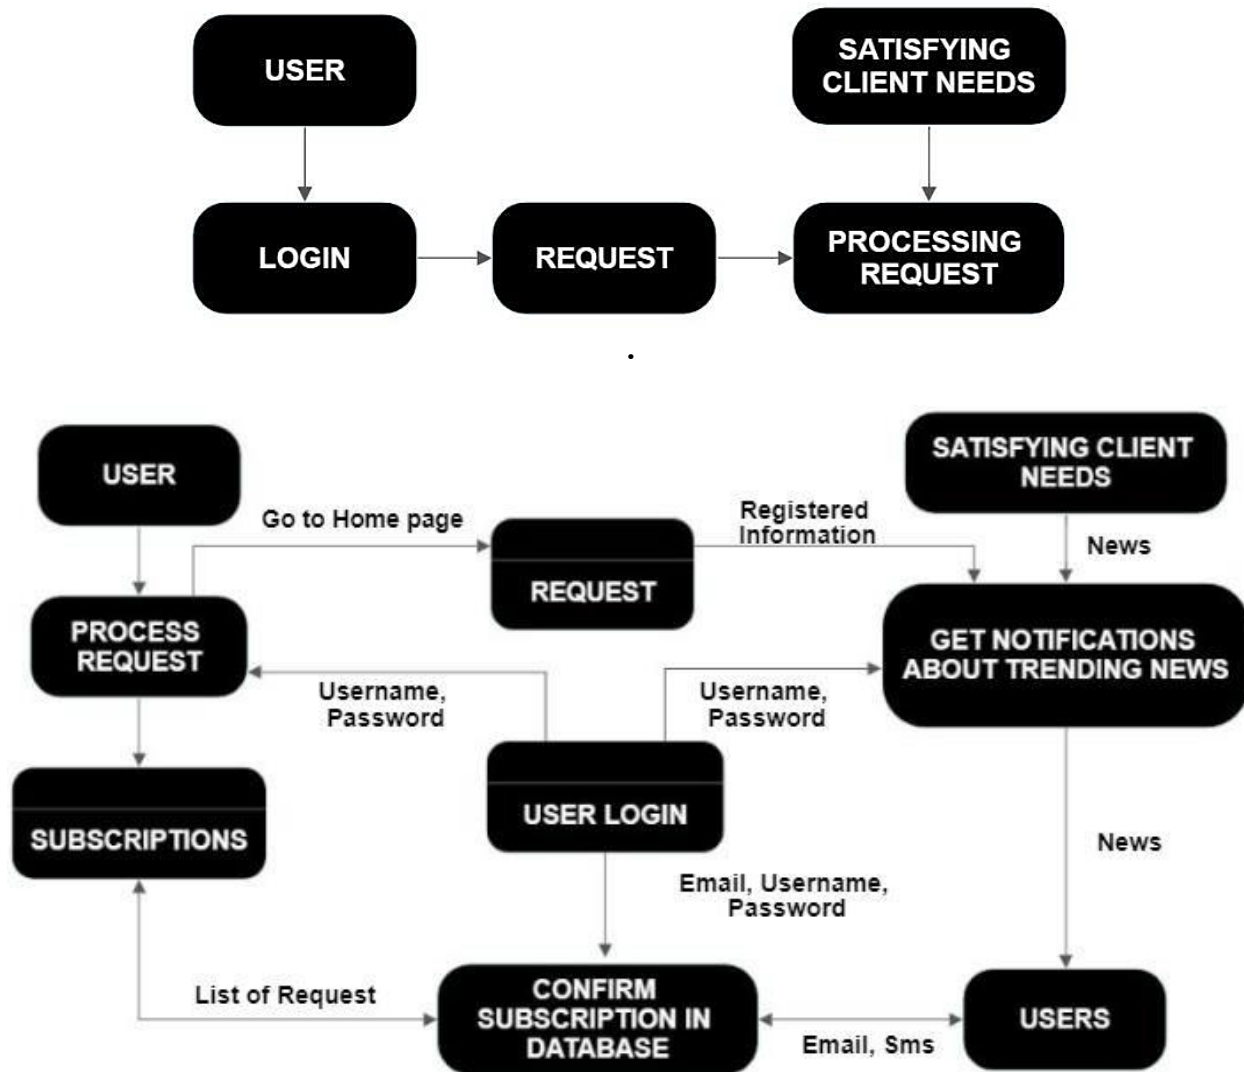 USER
SATISFYING
CLIENT NEEDS
LOGIN
REQUEST
PROCESSING
REQUEST
.
USER
SATISFYING CLIENT
NEEDS
Go to Home page
Registered
Information
News
REQUEST
PROCESS
REQUEST
GET NOTIFICATIONS
ABOUT TRENDING NEWS
Username,
Password
Username,
Password
SUBSCRIPTIONS
USER LOGIN
News
Email, Username,
Password
List of Request
CONFIRM
SUBSCRIPTION IN
DATABASE
USERS
Email, Sms